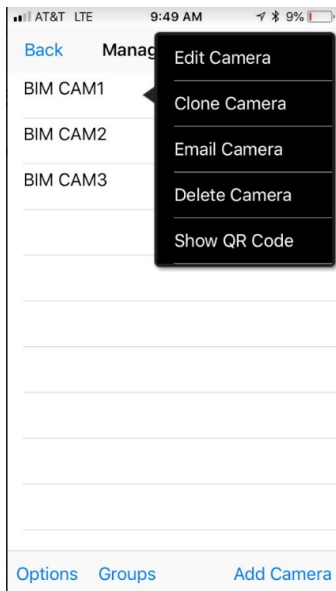 AT&T LTE 9:49 AM 9%
Back Manag
Edit Camera
BIM CAM1
Clone Camera
BIM CAM2
Email Camera
BIM CAM3
Delete Camera
Show QR Code
Options Groups Add Camera